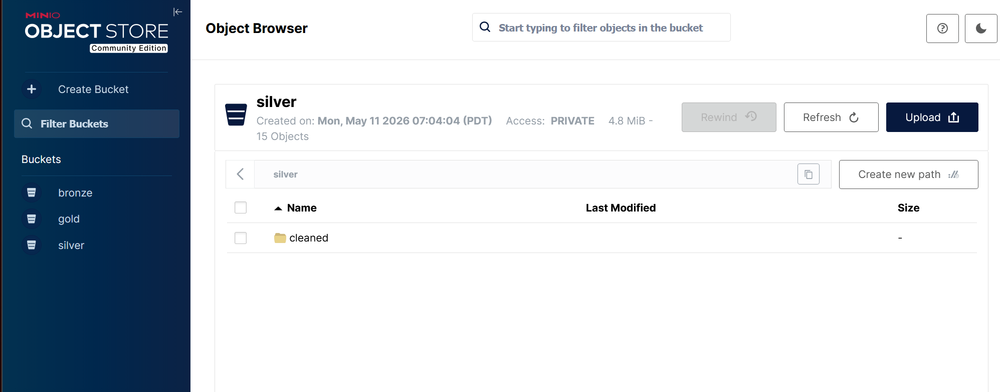 MINIO
OBJECT STORE
Community Edition
Create Bucket
Filter Buckets
Buckets
bronze
gold
silver
Object Browser
Start typing to filter objects in the bucket
silver
Created on: Mon, May 11 2026 07:04:04 (PDT) Access: PRIVATE 4.8 MiB -
15 Objects
Rewind
Refresh
Upload
silver
Create new path
Name Last Modified Size
cleaned -